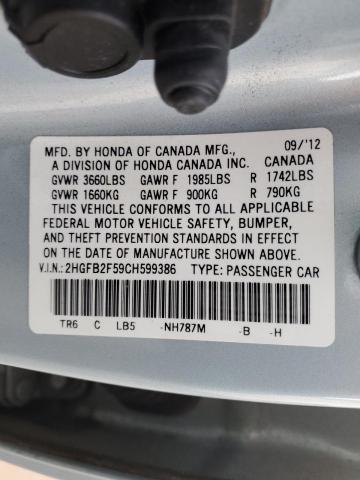 MFD. BY HONDA OF CANADA MFG., 09/'12
A DIVISION OF HONDA CANADA INC. CANADA
GVWR 3660LBS GAWR F 1985LBS R 1742LBS
GVWR 1660KG GAWR F 900KG R 790KG
THIS VEHICLE CONFORMS TO ALL APPLICABLE
FEDERAL MOTOR VEHICLE SAFETY, BUMPER,
AND THEFT PREVENTION STANDARDS IN EFFECT
ON THE DATE OF MANUFACTURE SHOWN ABOVE.
V.I.N.: 2HGFB2F59CH599386 TYPE: PASSENGER CAR
TR6 C LB5 -NH787M -B -H